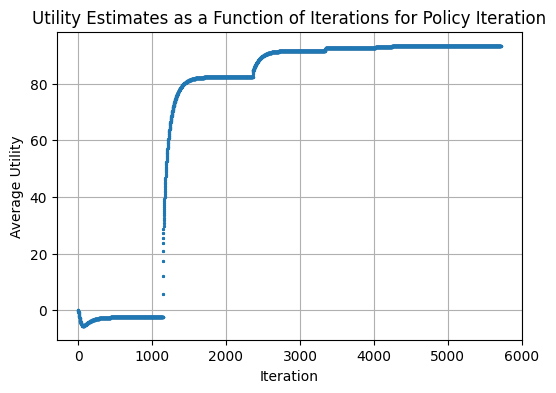 Utility Estimates as a Function of Iterations for Policy Iteration
80
60
40
20
0
Average Utility
0 1000 2000 3000 4000 5000 6000
Iteration